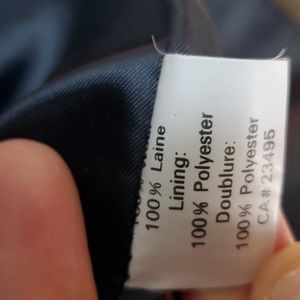 100% Laine
Lining:
100% Polyester
Doublure:
100% Polyester
CA# 23495